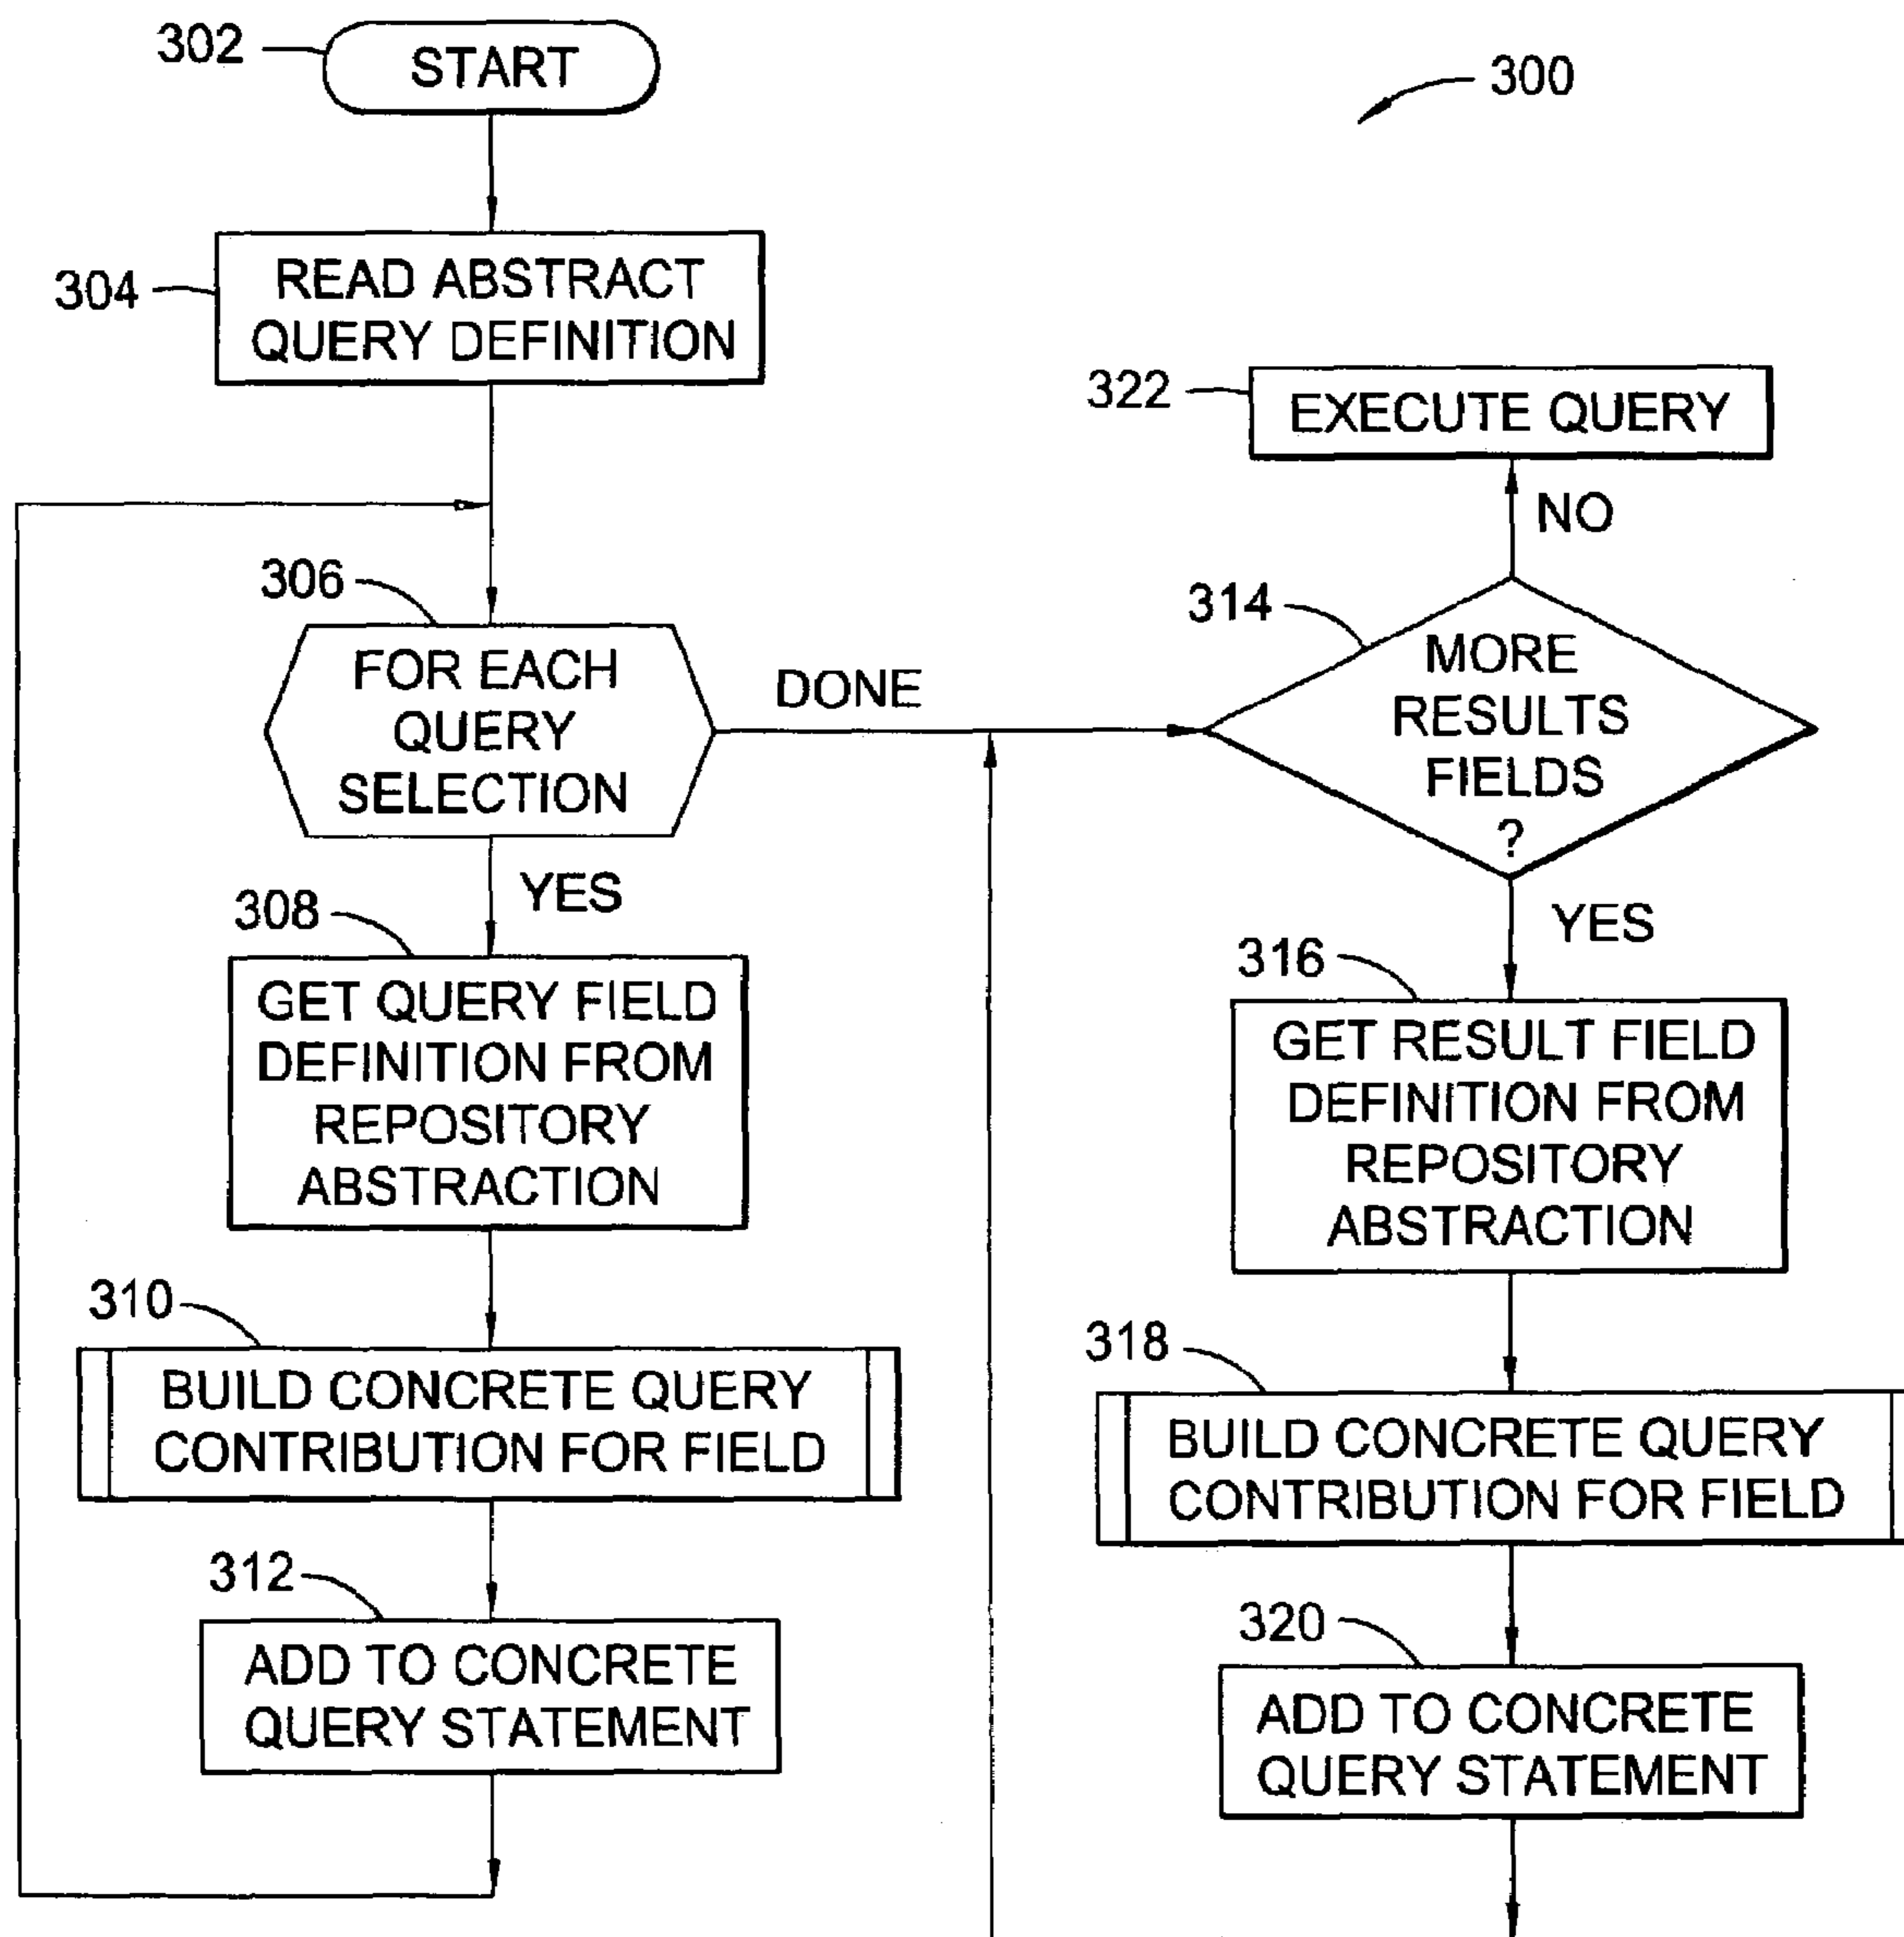 302
START
300
304
READ ABSTRACT
QUERY DEFINITION
322
EXECUTE QUERY
NO
306
FOR EACH
QUERY
SELECTION
DONE
314
MORE
RESULTS
FIELDS
?
YES
308
GET QUERY FIELD
DEFINITION FROM
REPOSITORY
ABSTRACTION
YES
316
GET RESULT FIELD
DEFINITION FROM
REPOSITORY
ABSTRACTION
310
BUILD CONCRETE QUERY
CONTRIBUTION FOR FIELD
318
BUILD CONCRETE QUERY
CONTRIBUTION FOR FIELD
312
ADD TO CONCRETE
QUERY STATEMENT
320
ADD TO CONCRETE
QUERY STATEMENT